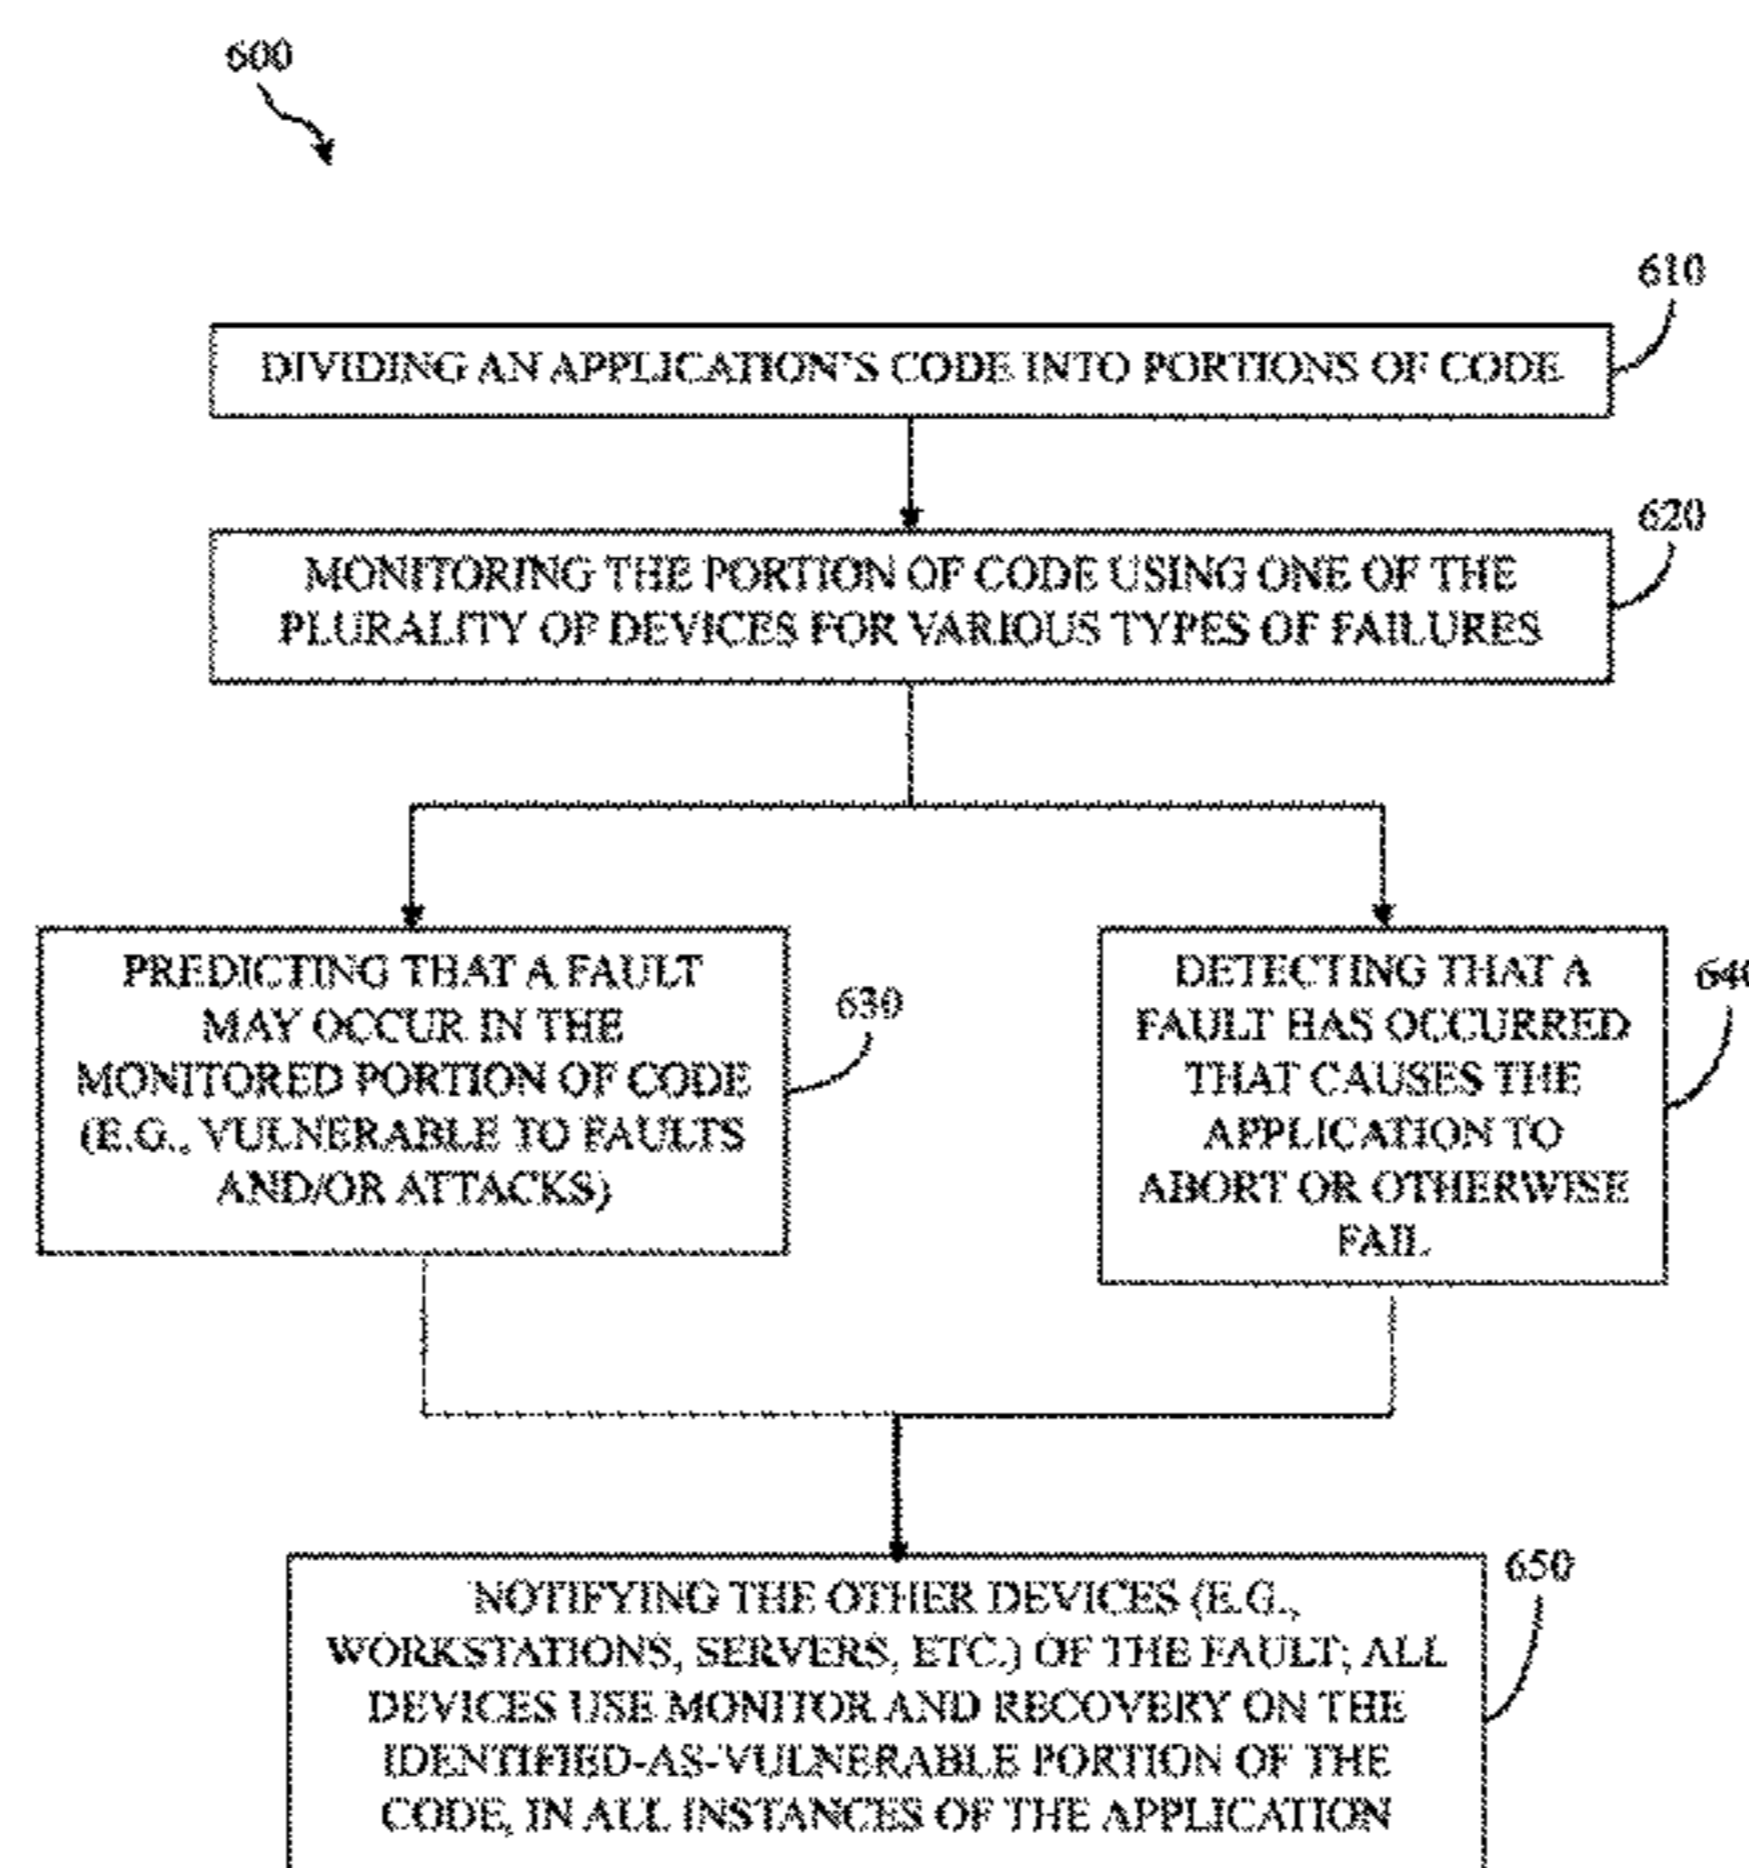 600
610
DIVIDING AN APPLICATION'S CODE INTO PORTIONS OF CODE
620
MONITORING THE PORTION OF CODE USING ONE OF THE
PLURALITY OF DEVICES FOR VARIOUS TYPES OF FAILURES
PREDICTING THAT A FAULT
MAY OCCUR IN THE
MONITORED PORTION OF CODE
(E.G., VULNERABLE TO FAULTS
AND/OR ATTACKS)
630
DETECTING THAT A
FAULT HAS OCCURRED
THAT CAUSES THE
APPLICATION TO
ABORT OR OTHERWISE
FAIL
640
650
NOTIFYING THE OTHER DEVICES (E.G.,
WORKSTATIONS, SERVERS, ETC.) OF THE FAULT; ALL
DEVICES USE MONITOR AND RECOVERY ON THE
IDENTIFIED-AS-VULNERABLE PORTION OF THE
CODE, IN ALL INSTANCES OF THE APPLICATION